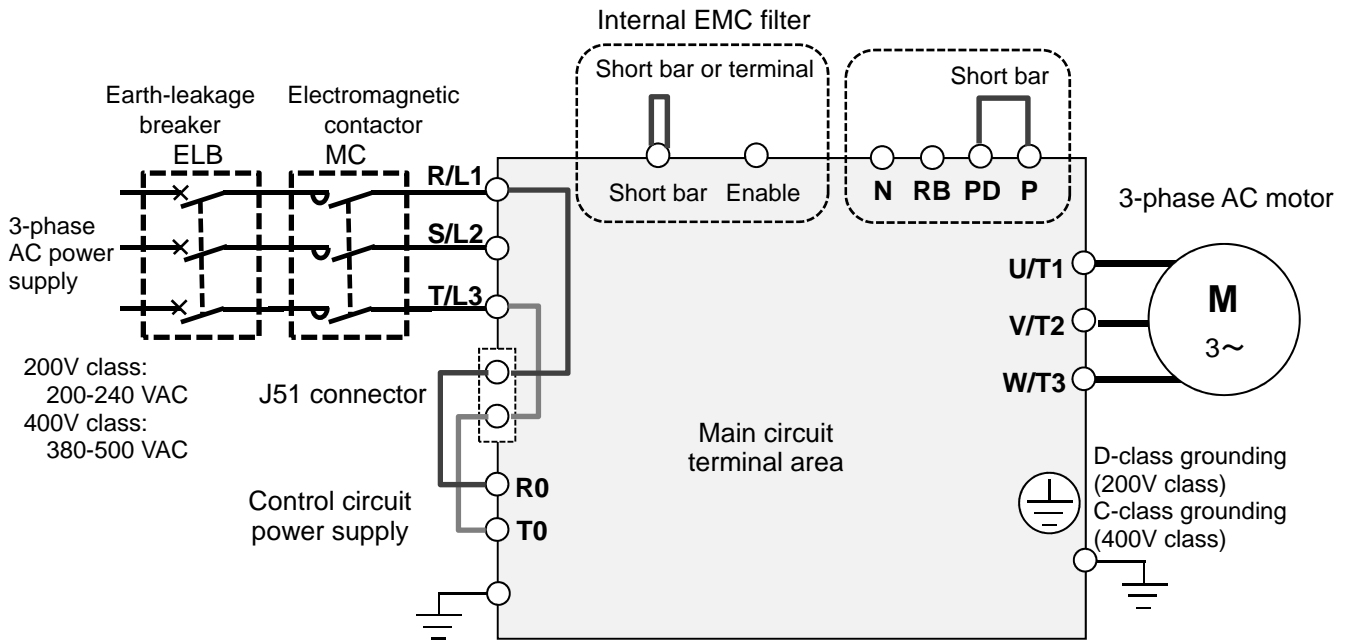 Internal EMC filter
Short bar or terminal
Short bar
Earth-leakage
breaker
ELB
Electromagnetic
contactor
MC
R/L1
Short bar
Enable
N RB PD P
3-phase AC motor
3-phase
AC power
supply
S/L2
T/L3
U/T1
V/T2
W/T3
M
3~
200V class:
200-240 VAC
400V class:
380-500 VAC
J51 connector
Main circuit
terminal area
Control circuit
power supply
R0
T0
D-class grounding
(200V class)
C-class grounding
(400V class)